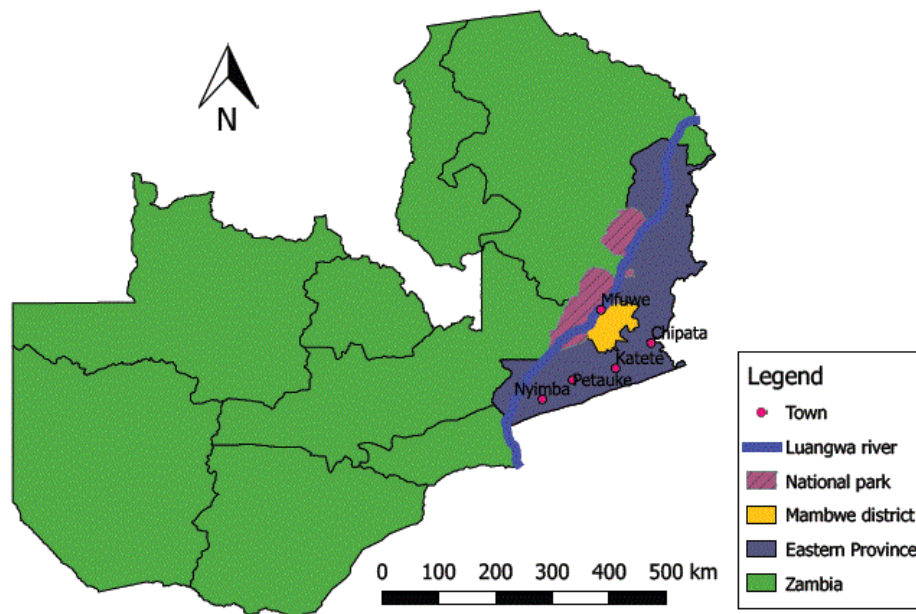 N
Mfuwe
Chipata
Katete
Petauke
Nyimba
Legend
Town
Luangwa river
National park
Mambwe district
Eastern Province
Zambia
0 100 200 300 400 500 km